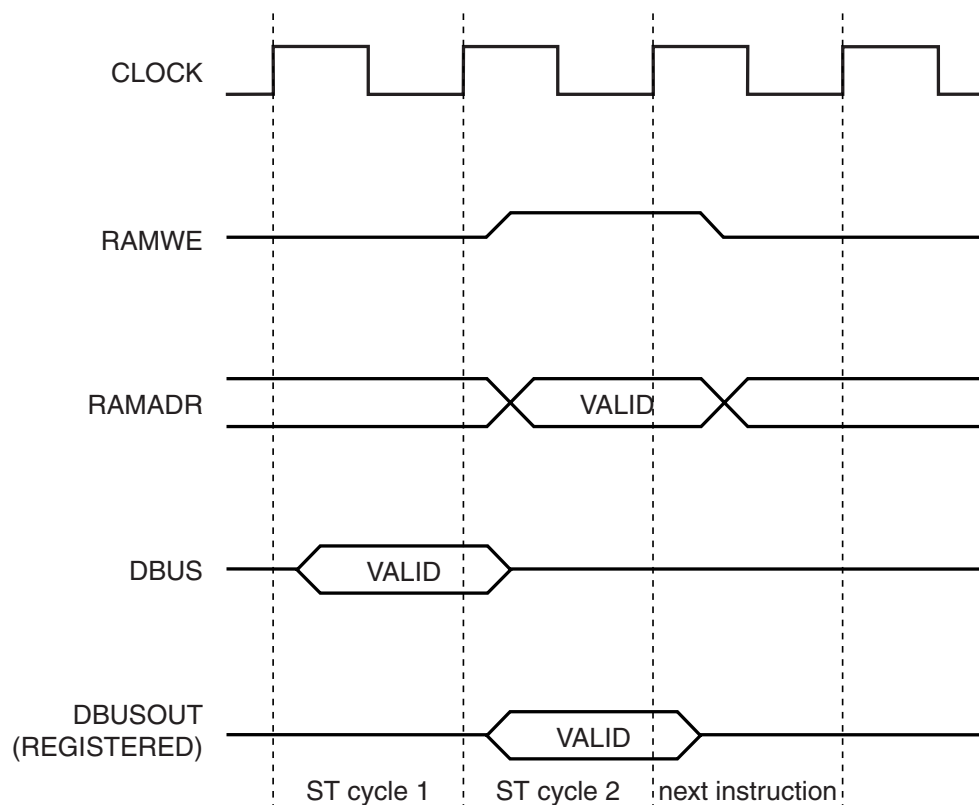 CLOCK
RAMWE
RAMADR
VALID
DBUS
VALID
DBUSOUT
(REGISTERED)
VALID
ST cycle 1
ST cycle 2
next instruction